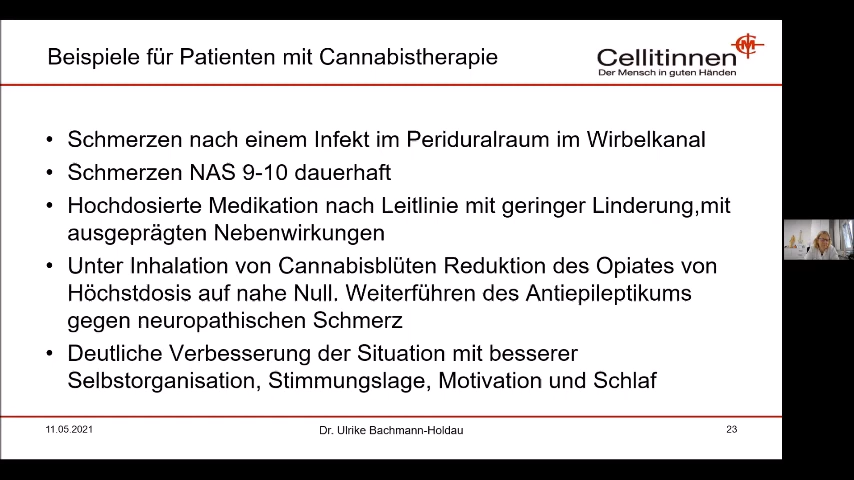 Beispiele für Patienten mit Cannabistherapie
Cellitinnen
Der Mensch in guten Händen
• Schmerzen nach einem Infekt im Periduralraum im Wirbelkanal
• Schmerzen NAS 9-10 dauerhaft
• Hochdosierte Medikation nach Leitlinie mit geringer Linderung,mit
ausgeprägten Nebenwirkungen
• Unter Inhalation von Cannabisblüten Reduktion des Opiates von
Höchstdosis auf nahe Null. Weiterführen des Antiepileptikums
gegen neuropathischen Schmerz
• Deutliche Verbesserung der Situation mit besserer
Selbstorganisation, Stimmungslage, Motivation und Schlaf
11.05.2021
Dr. Ulrike Bachmann-Holdau
23